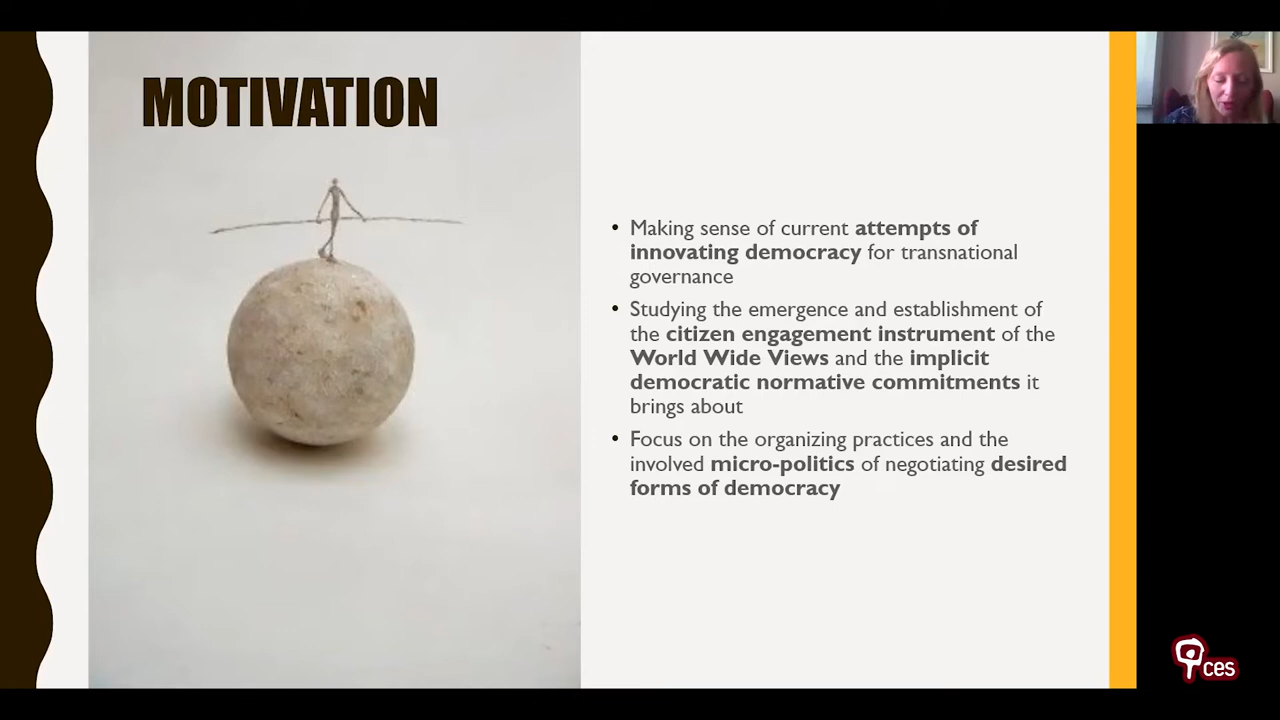 MOTIVATION
• Making sense of current attempts of
innovating democracy for transnational
governance
• Studying the emergence and establishment of
the citizen engagement instrument of the
World Wide Views and the implicit
democratic normative commitments it
brings about
• Focus on the organizing practices and the
involved micro-politics of negotiating desired
forms of democracy
ces